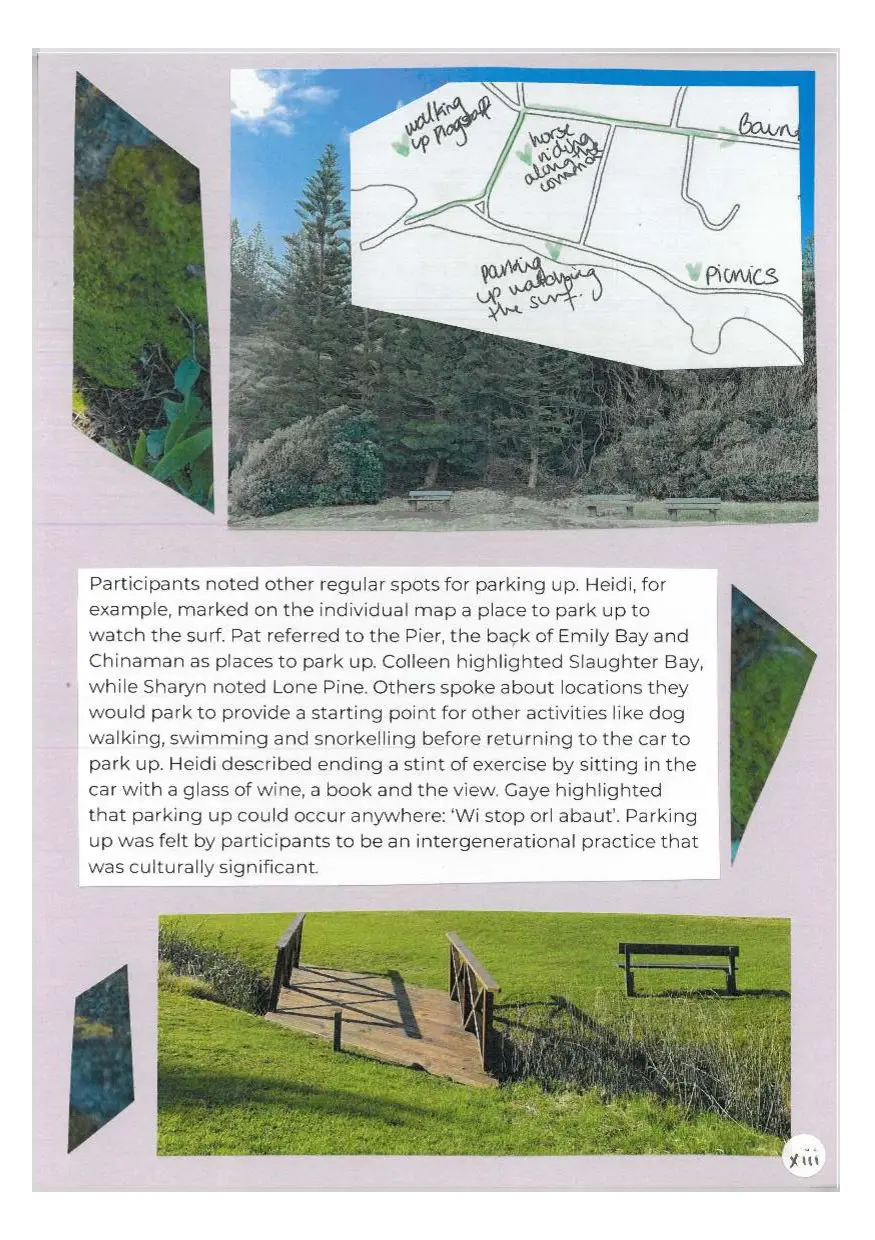 walking
up Flagstaff
horse
riding
along the
commons
Boun
parking
up watching
the surf.
Picnics
Participants noted other regular spots for parking up. Heidi, for
example, marked on the individual map a place to park up to
watch the surf. Pat referred to the Pier, the back of Emily Bay and
Chinaman as places to park up. Colleen highlighted Slaughter Bay,
while Sharyn noted Lone Pine. Others spoke about locations they
would park to provide a starting point for other activities like dog
walking, swimming and snorkelling before returning to the car to
park up. Heidi described ending a stint of exercise by sitting in the
car with a glass of wine, a book and the view. Gaye highlighted
that parking up could occur anywhere: ‘Wi stop orl abaut’. Parking
up was felt by participants to be an intergenerational practice that
was culturally significant.
xiii